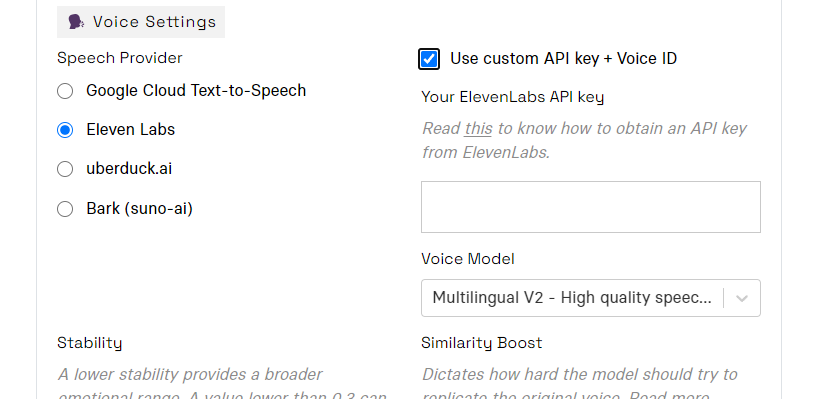 Voice Settings
Speech Provider
Google Cloud Text-to-Speech
Eleven Labs
uberduck.ai
Bark (suno-ai)
Use custom API key + Voice ID
Your ElevenLabs API key
Read this to know how to obtain an API key
from ElevenLabs.
Voice Model
Multilingual V2 - High quality speec...
Stability
A lower stability provides a broader
emotional range. A value lower than 0.3 can
Similarity Boost
Dictates how hard the model should try to
replicate the original voice. Read more